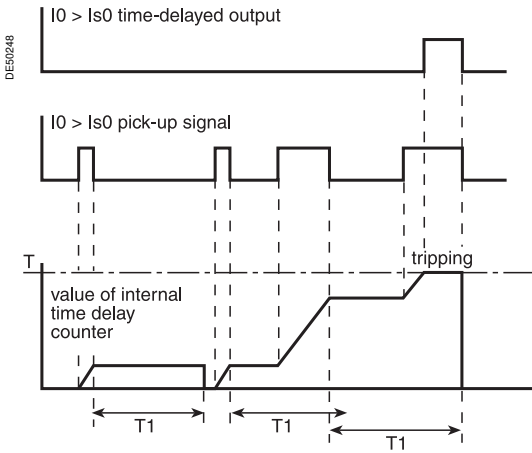 I0 > Is0 time-delayed output
DE50248
I0 > Is0 pick-up signal
tripping
T
value of internal
time delay
counter
T1
T1
T1